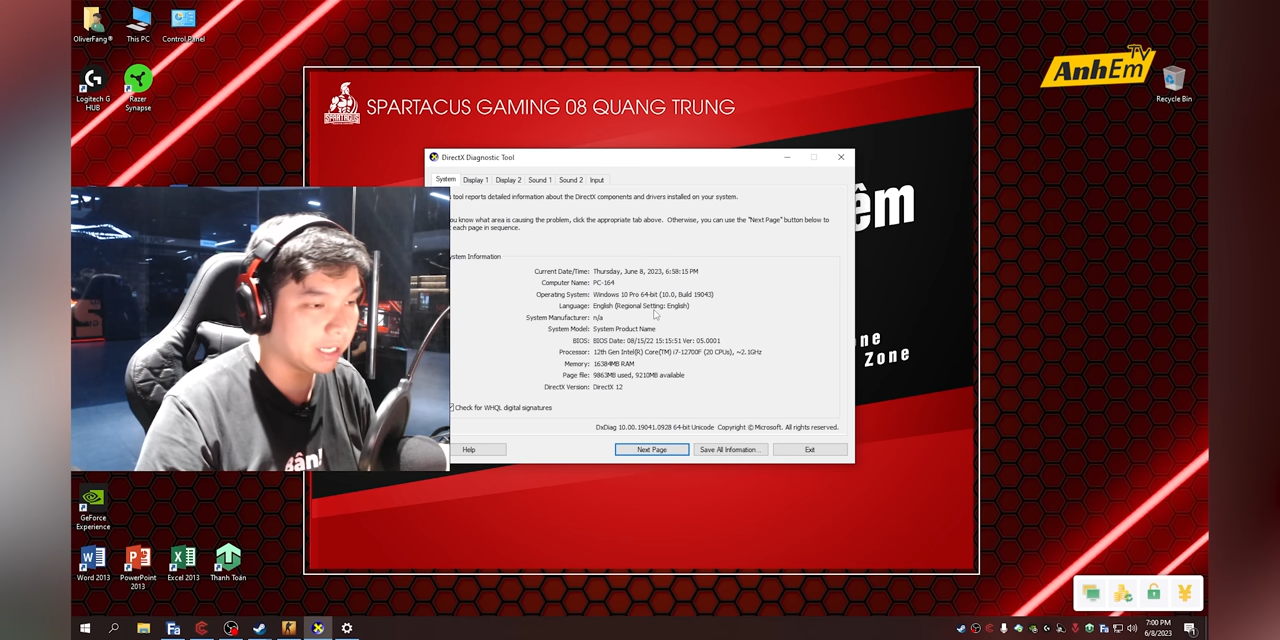 OliverFang®
This PC
Control Panel
Logitech G
HUB
Razer
Synapse
AnhEm TV
Recycle Bin
SPARTACUS
SPARTACUS GAMING 08 QUANG TRUNG
DirectX Diagnostic Tool
System Display 1 Display 2 Sound 1 Sound 2 Input
tool reports detailed information about the DirectX components and drivers installed on your system.
you know what area is causing the problem, click the appropriate tab above. Otherwise, you can use the "Next Page" button below to
each page in sequence.
ystem Information
Current Date/Time: Thursday, June 8, 2023, 6:58:15 PM
Computer Name: PC-164
Operating System: Windows 10 Pro 64-bit (10.0, Build 19043)
Language: English (Regional Setting: English)
System Manufacturer: n/a
System Model: System Product Name
BIOS: BIOS Date: 08/15/22 15:15:51 Ver: 05.0001
Processor: 12th Gen Intel(R) Core(TM) i7-12700F (20 CPUs), ~2.1GHz
Memory: 16384MB RAM
Page file: 9863MB used, 9210MB available
DirectX Version: DirectX 12
Check for WHQL digital signatures
DxDiag 10.00.19041.0928 64-bit Unicode Copyright © Microsoft. All rights reserved.
Help
Next Page
Save All Information...
Exit
êm
one
Zone
Bân!
GeForce
Experience
Word 2013
PowerPoint
2013
Excel 2013
Thanh Toán
7:00 PM
6/8/2023